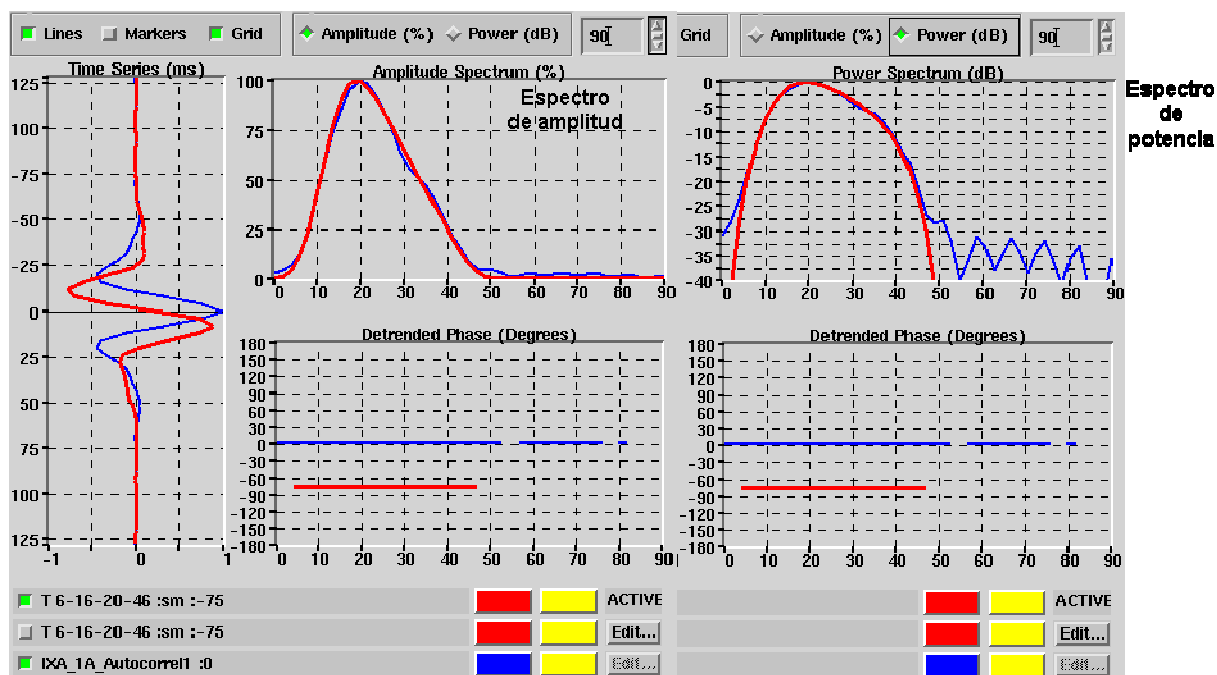 Lines Markers Grid Amplitude (%) Power (dB) 90 Grid Amplitude (%) Power (dB) 90
Time Series (ms)
-125
-100
-75
-50
-25
0
25
50
75
100
125
-1 0 1
Amplitude Spectrum (%)
Espectro
de amplitud
100
75
50
25
0
0 10 20 30 40 50 60 70 80 90
Power Spectrum (dB)
0
-5
-10
-15
-20
-25
-30
-35
-40
0 10 20 30 40 50 60 70 80 90
Espectro
de
potencia
Detrended Phase (Degrees)
180
150
120
90
60
30
0
-30
-60
-90
-120
-150
-180
0 10 20 30 40 50 60 70 80 90
Detrended Phase (Degrees)
180
150
120
90
60
30
0
-30
-60
-90
-120
-150
-180
0 10 20 30 40 50 60 70 80 90
T 6-16-20-46 :sm :-75 ACTIVE ACTIVE
T 6-16-20-46 :sm :-75 Edit... Edit...
IXA_1A_Autocorrel1 :0 Edit... Edit...